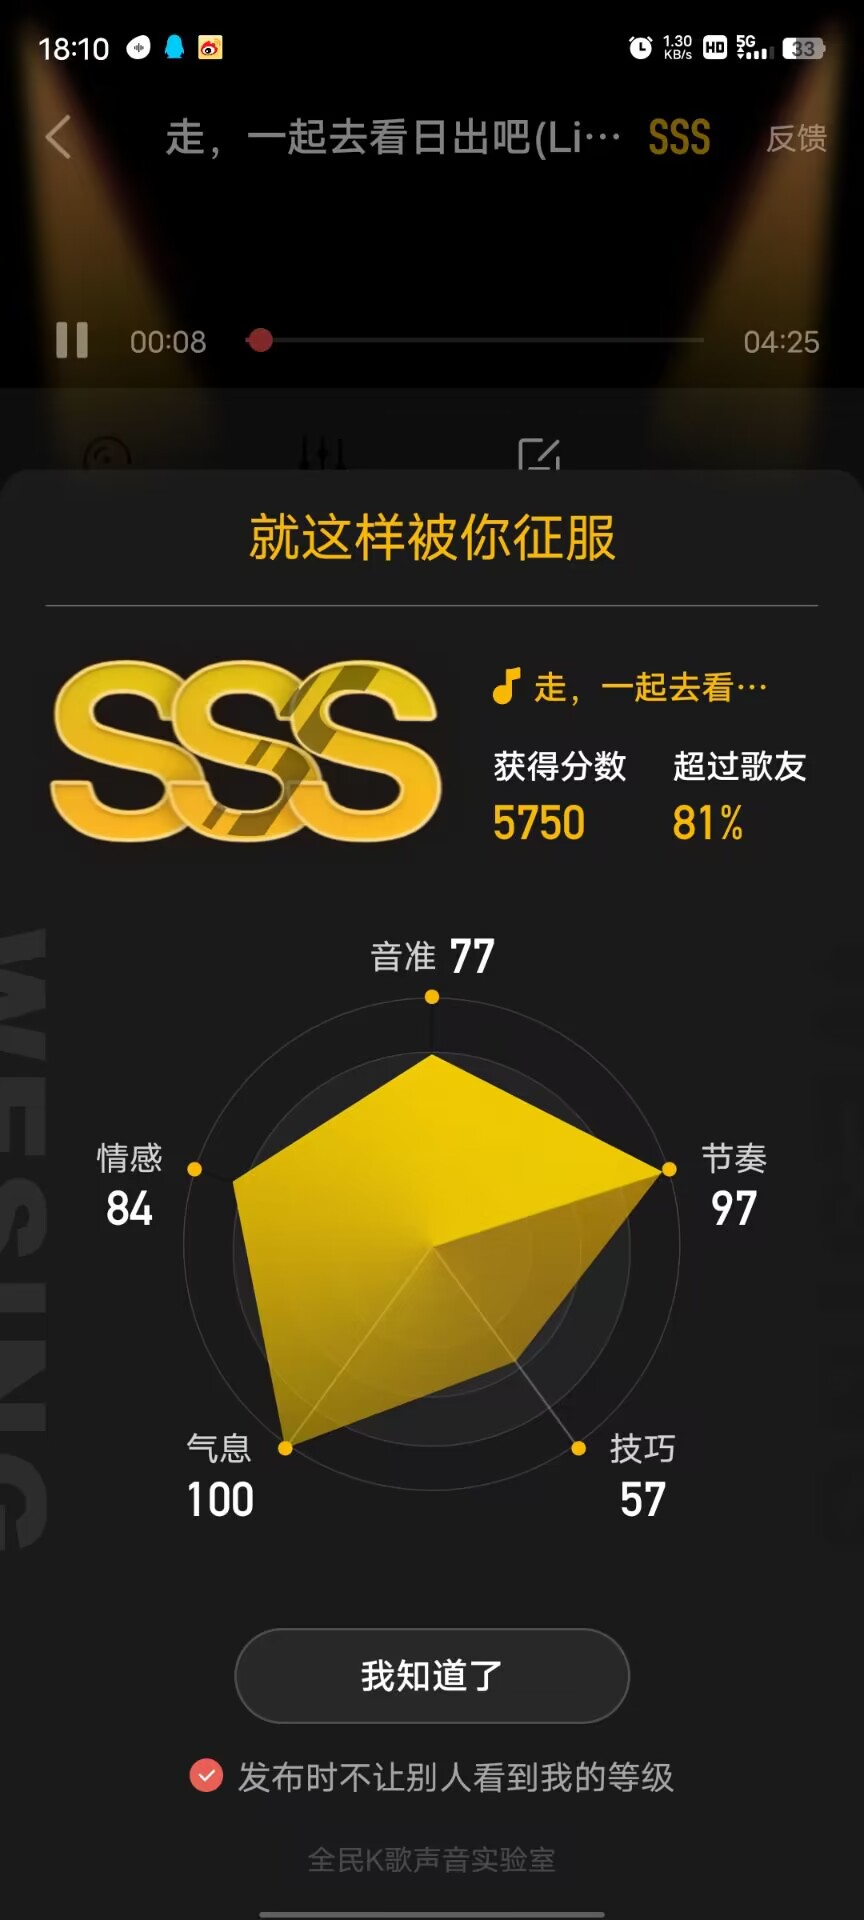 18:10
1.30 KB/s HD 5G 33
走，一起去看日出吧(Li… SSS 反馈
00:08 04:25
就这样被你征服
SSS
走，一起去看…
获得分数 超过歌友
5750 81%
音准 77
情感 84
节奏 97
气息 100
技巧 57
WESING
我知道了
发布时不让别人看到我的等级
全民K歌声音实验室